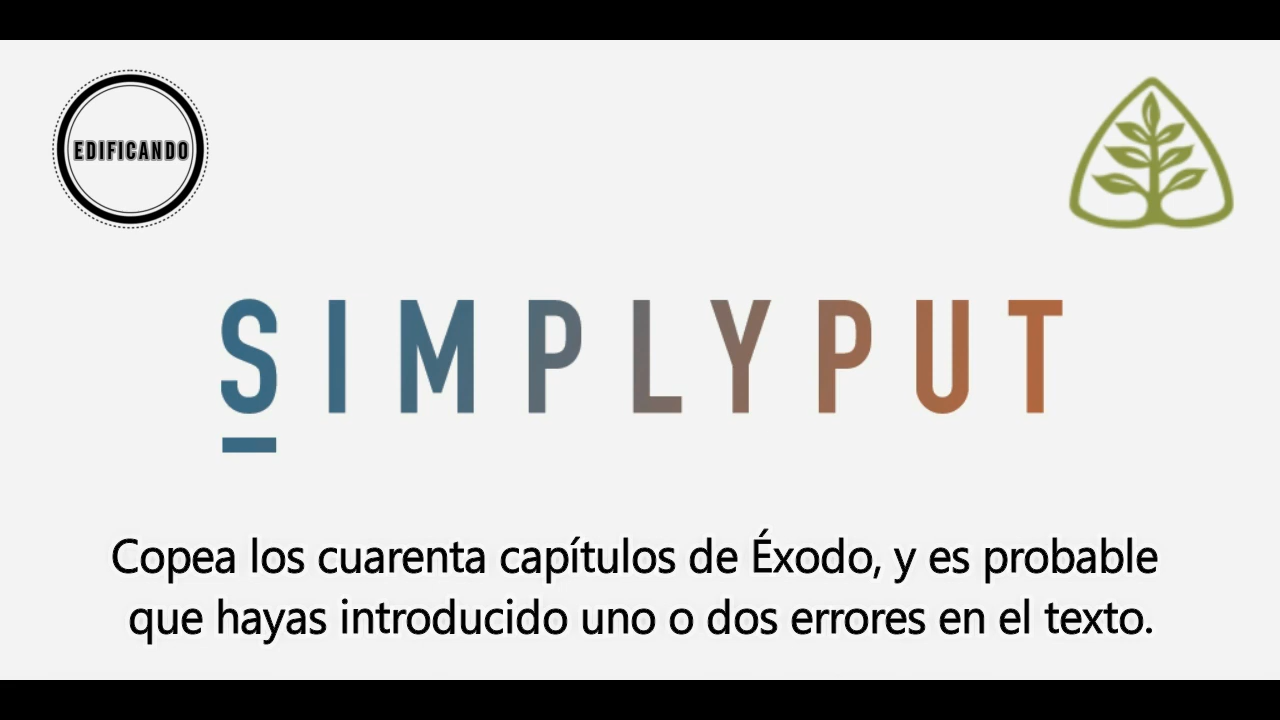 EDIFICANDO
SIMPLYPUT
Copea los cuarenta capítulos de Éxodo, y es probable
que hayas introducido uno o dos errores en el texto.